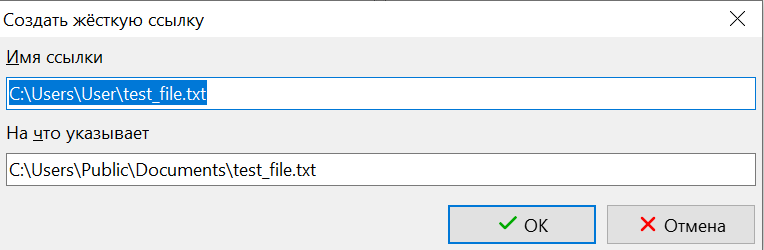 Создать жёсткую ссылку
Имя ссылки
C:\Users\User\test_file.txt
На что указывает
C:\Users\Public\Documents\test_file.txt
OK
Отмена